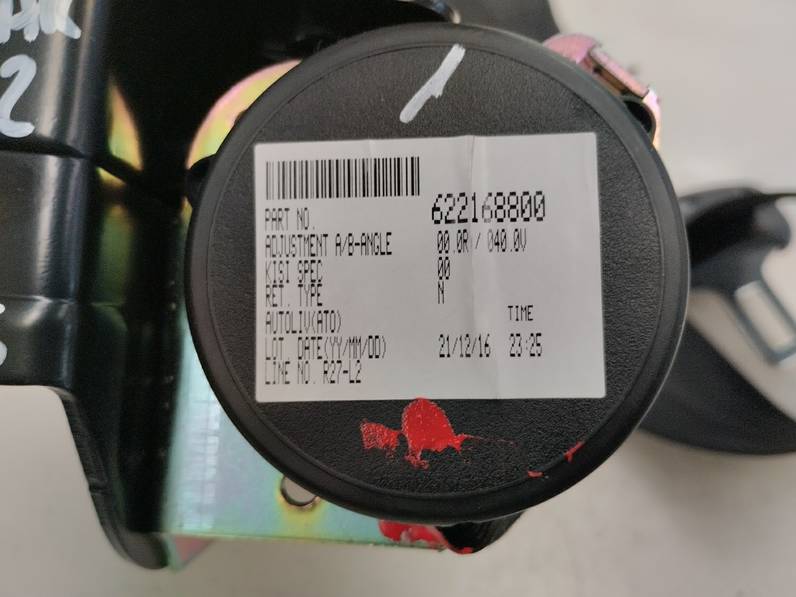 2
PART NO. 622168800
ADJUSTMENT A/B-ANGLE 00.0R / 040.0V
KISI SPEC 00
RET. TYPE N
AUTOLIV(ATO) TIME
LOT. DATE(YY/MM/DD) 21/12/16 23:25
LINE NO. R27-L2